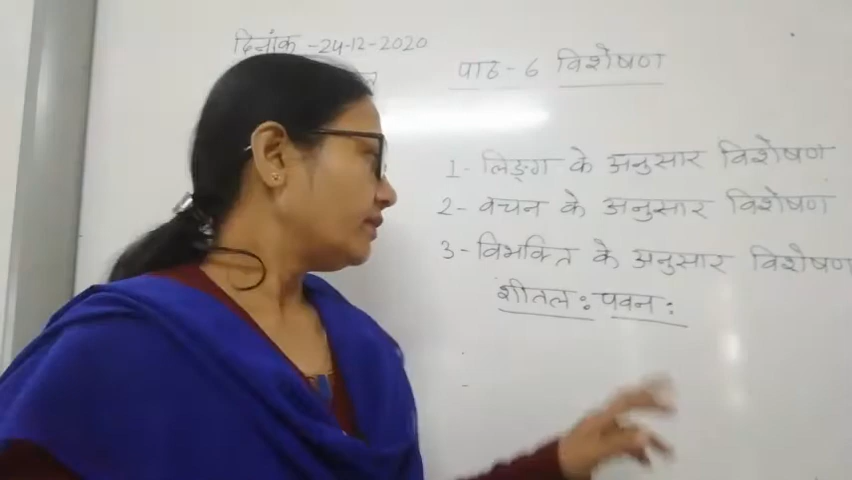 दिनांक -24-12-2020
पाठ - 6 विशेषण
1- लिङ्ग के अनुसार विशेषण
2- वचन के अनुसार विशेषण
3- विभक्ति के अनुसार विशेषण
शीतलः पवनः